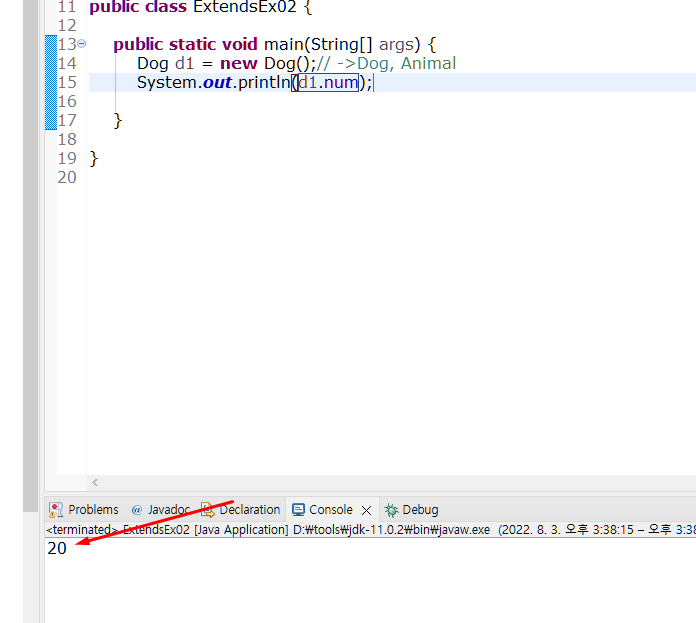 11 public class ExtendsEx02 {
12
13 public static void main(String[] args) {
14 Dog d1 = new Dog();// ->Dog, Animal
15 System.out.println(d1.num);
16
17 }
18
19 }
20
Problems @ Javadoc Declaration Console Debug
<terminated> ExtendsEx02 [Java Application] D:₩tools₩jdk-11.0.2₩bin₩javaw.exe (2022. 8. 3. 오후 3:38:15 – 오후 3:38
20